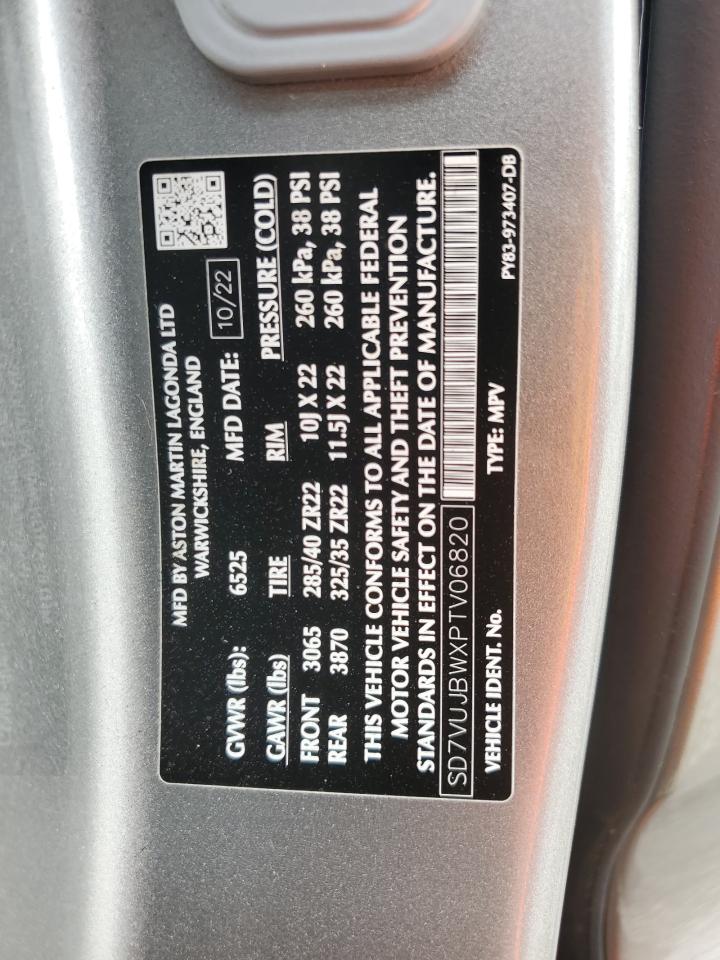 MFD BY ASTON MARTIN LAGONDA LTD
WARWICKSHIRE, ENGLAND
GVWR (lbs): 6525 MFD DATE: 10/22
GAWR (lbs) TIRE RIM PRESSURE (COLD)
FRONT 3065 285/40 ZR22 10J X 22 260 kPa, 38 PSI
REAR 3870 325/35 ZR22 11.5J X 22 260 kPa, 38 PSI
THIS VEHICLE CONFORMS TO ALL APPLICABLE FEDERAL
MOTOR VEHICLE SAFETY AND THEFT PREVENTION
STANDARDS IN EFFECT ON THE DATE OF MANUFACTURE.
SD7VUJBWXPTV06820
VEHICLE IDENT. No. TYPE: MPV PY83-973407-DB